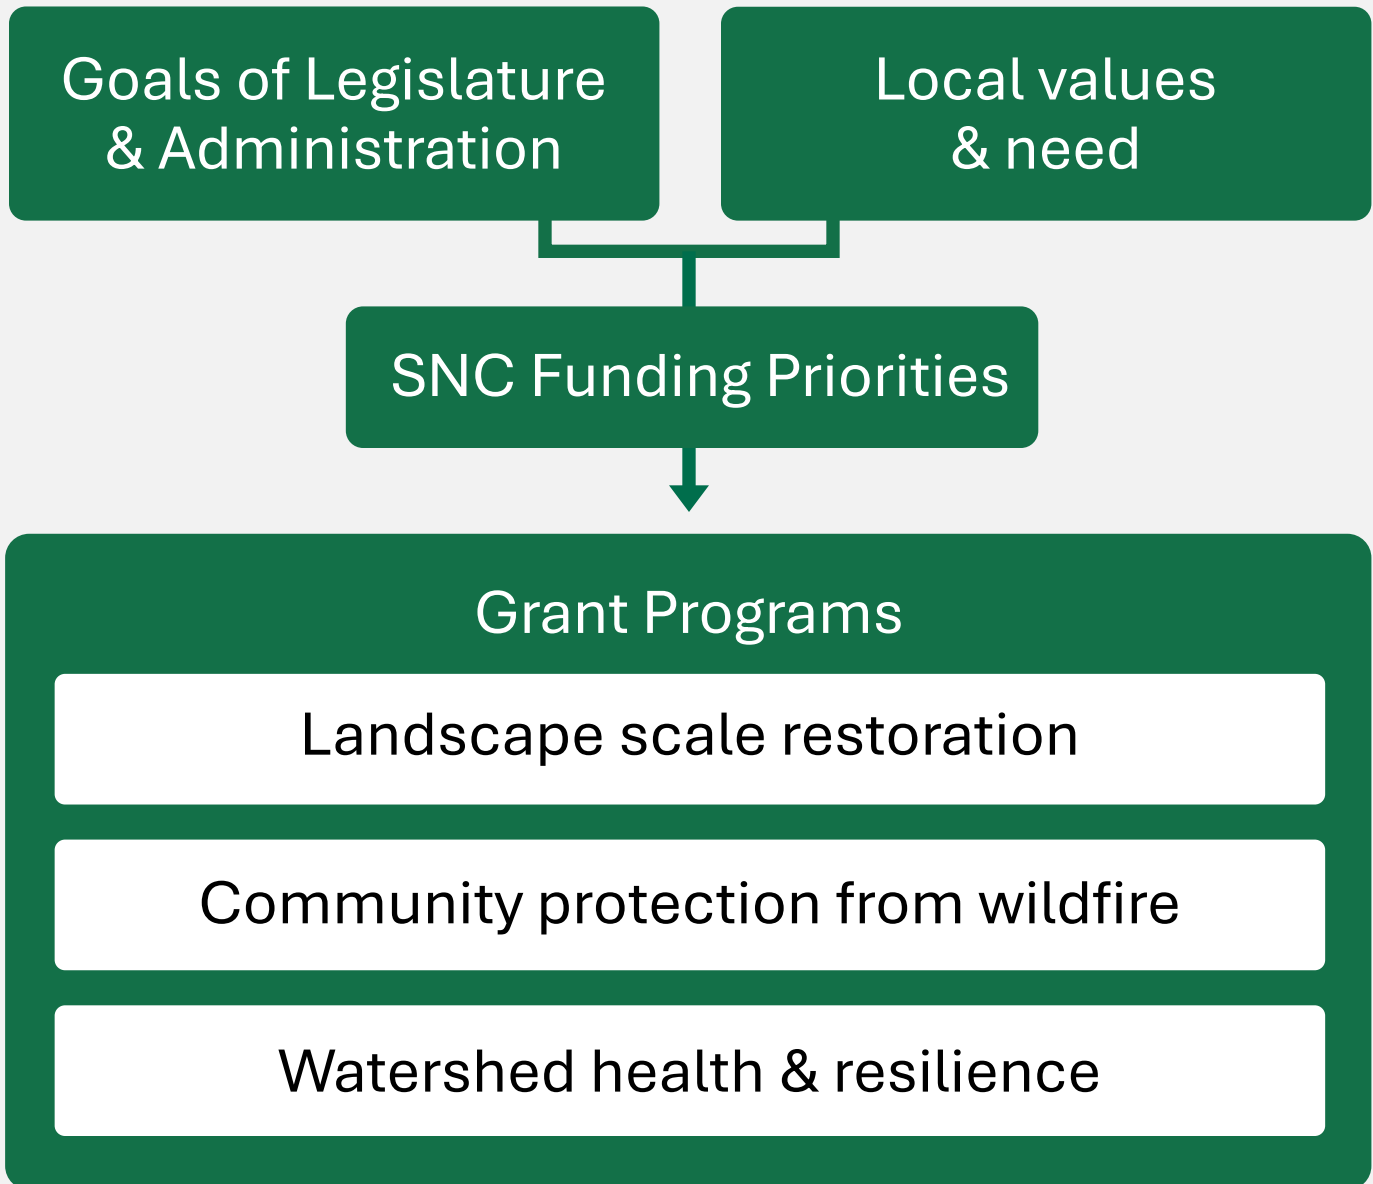 Goals of Legislature
& Administration
Local values
& need
SNC Funding Priorities
Grant Programs
Landscape scale restoration
Community protection from wildfire
Watershed health & resilience